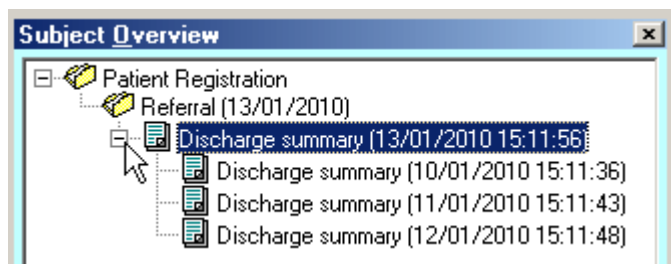 Subject Overview
Patient Registration
Referral (13/01/2010)
Discharge summary (13/01/2010 15:11:56)
Discharge summary (10/01/2010 15:11:36)
Discharge summary (11/01/2010 15:11:43)
Discharge summary (12/01/2010 15:11:48)